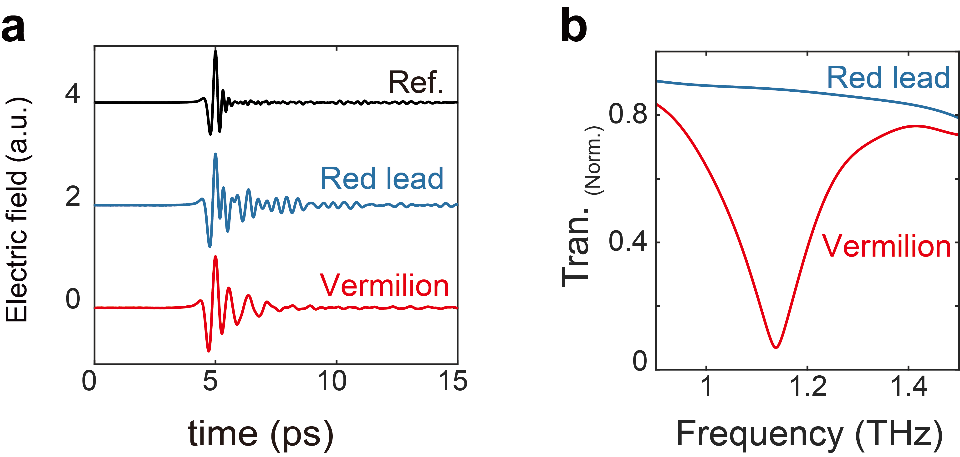 a
Electric field (a.u.)
4
2
0
Ref.
Red lead
Vermilion
0
5
10
15
time (ps)
b
Tran. (Norm.)
0.8
0.4
0
Red lead
Vermilion
1
1.2
1.4
Frequency (THz)